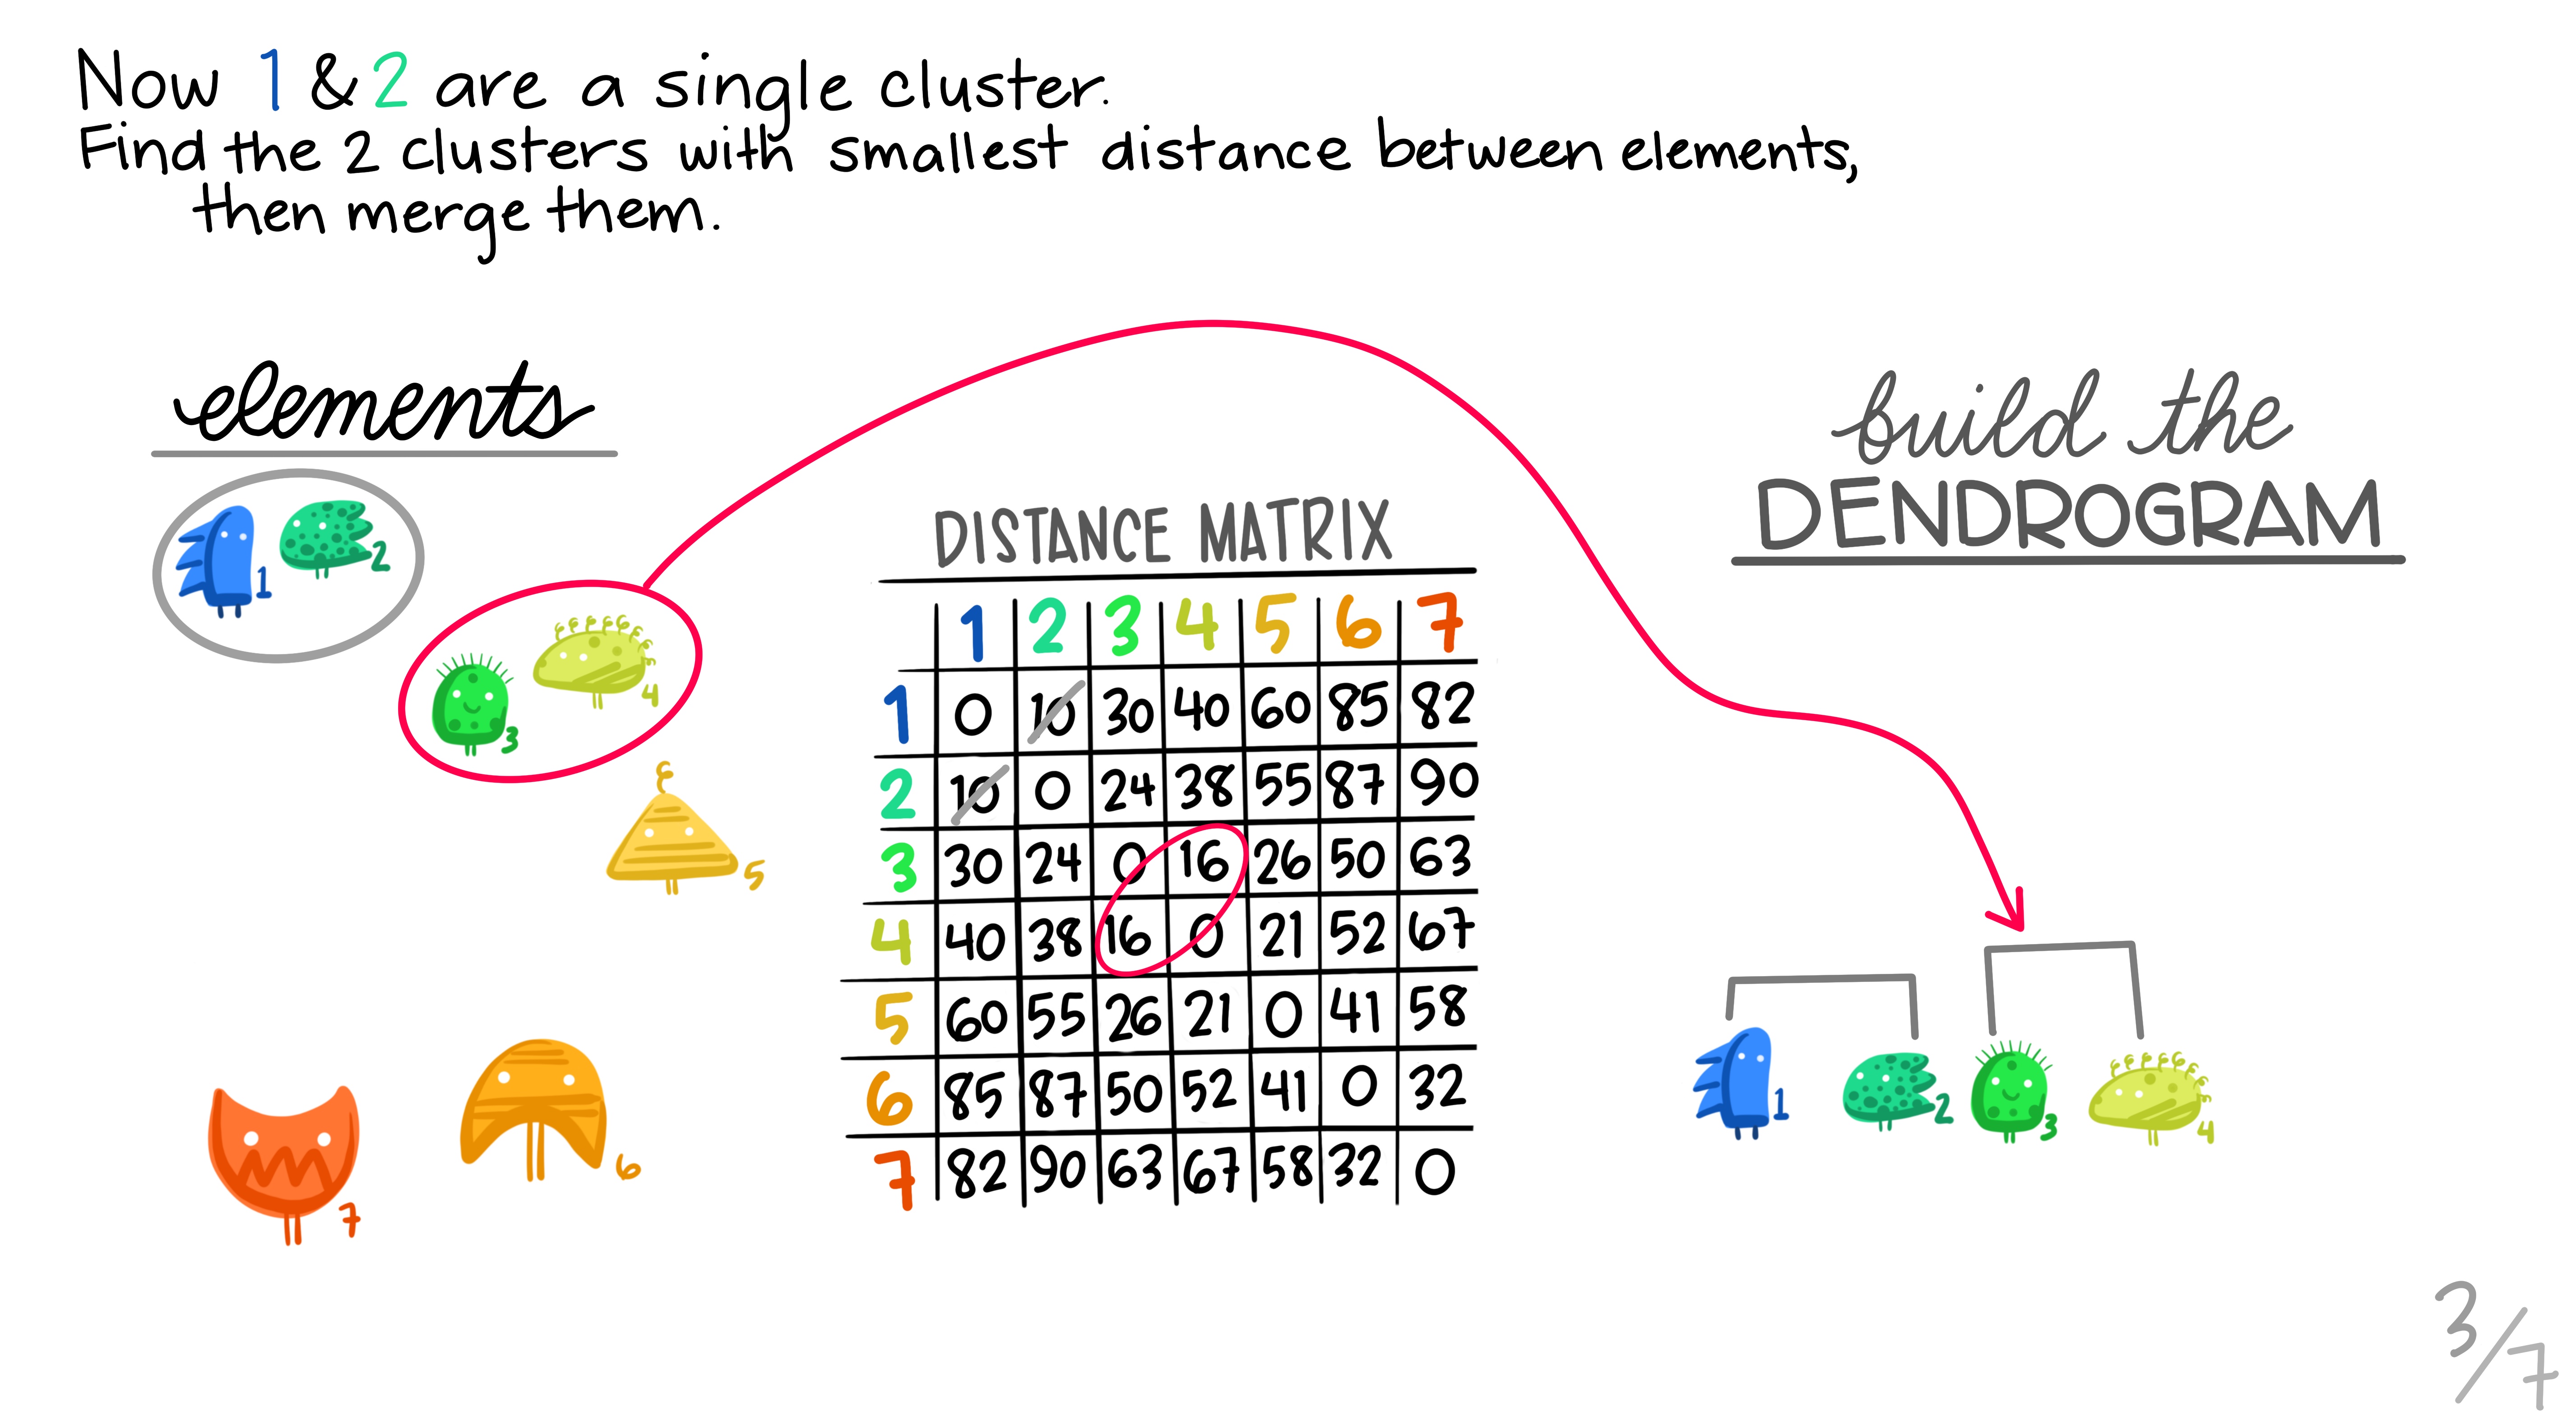 Now 1 & 2 are a single cluster.
Find the 2 clusters with smallest distance between elements,
then merge them.
elements
1
2
3
4
5
6
7
DISTANCE MATRIX
1 2 3 4 5 6 7
1 0 10 30 40 60 85 82
2 10 0 24 38 55 87 90
3 30 24 0 16 26 50 63
4 40 38 16 0 21 52 67
5 60 55 26 21 0 41 58
6 85 87 50 52 41 0 32
7 82 90 63 67 58 32 0
build the
DENDROGRAM
1 2 3 4
3/7